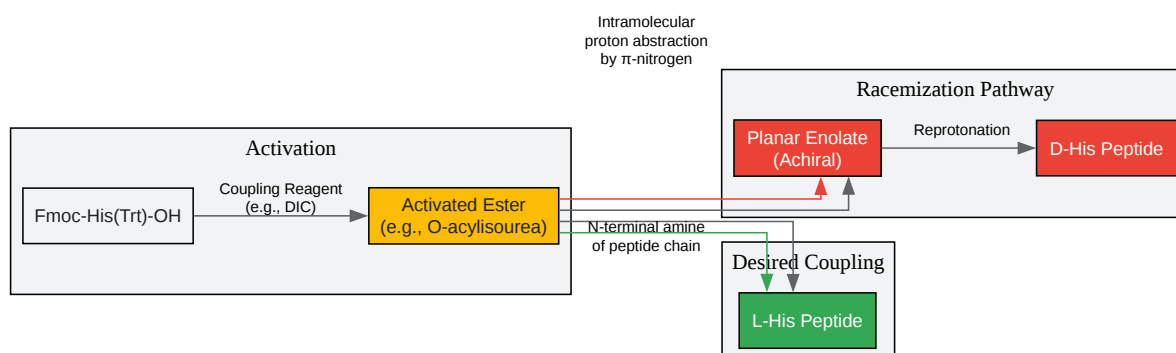 Intramolecular
proton abstraction
by π-nitrogen
Racemization Pathway
Planar Enolate
(Achiral)
Reprotonation
D-His Peptide
Activation
Fmoc-His(Trt)-OH
Coupling Reagent
(e.g., DIC)
Activated Ester
(e.g., O-acylisourea)
N-terminal amine
of peptide chain
Desired Coupling
L-His Peptide